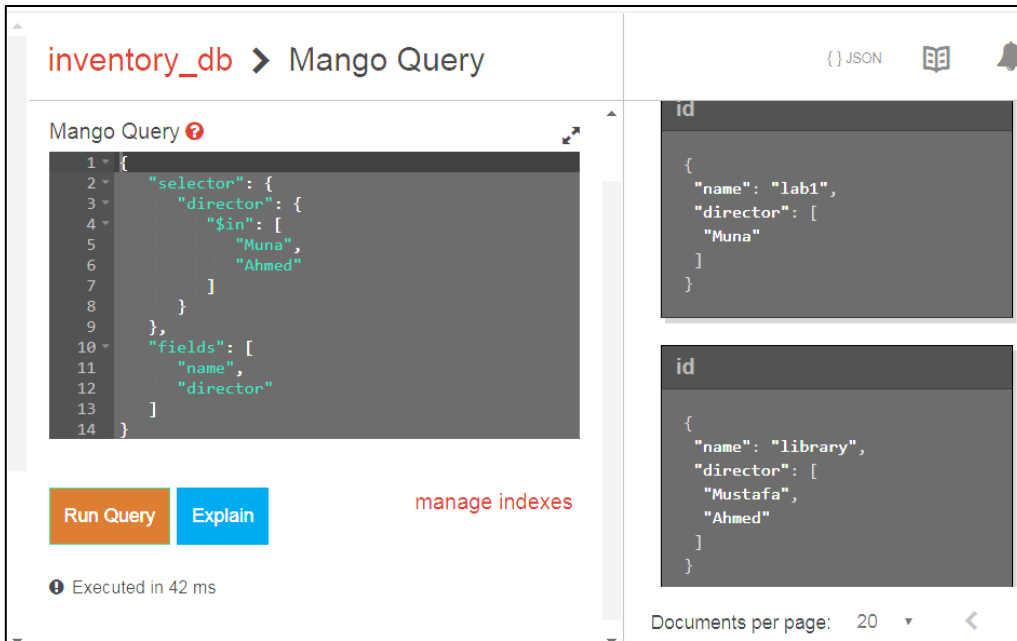 inventory_db > Mango Query
{ } JSON
Mango Query ?
1 {
2 "selector": {
3 "director": {
4 "$in": [
5 "Muna",
6 "Ahmed"
7 ]
8 }
9 },
10 "fields": [
11 "name",
12 "director"
13 ]
14 }
Run Query
Explain
manage indexes
Executed in 42 ms
id
{
"name": "lab1",
"director": [
"Muna"
]
}
id
{
"name": "library",
"director": [
"Mustafa",
"Ahmed"
]
}
Documents per page: 20